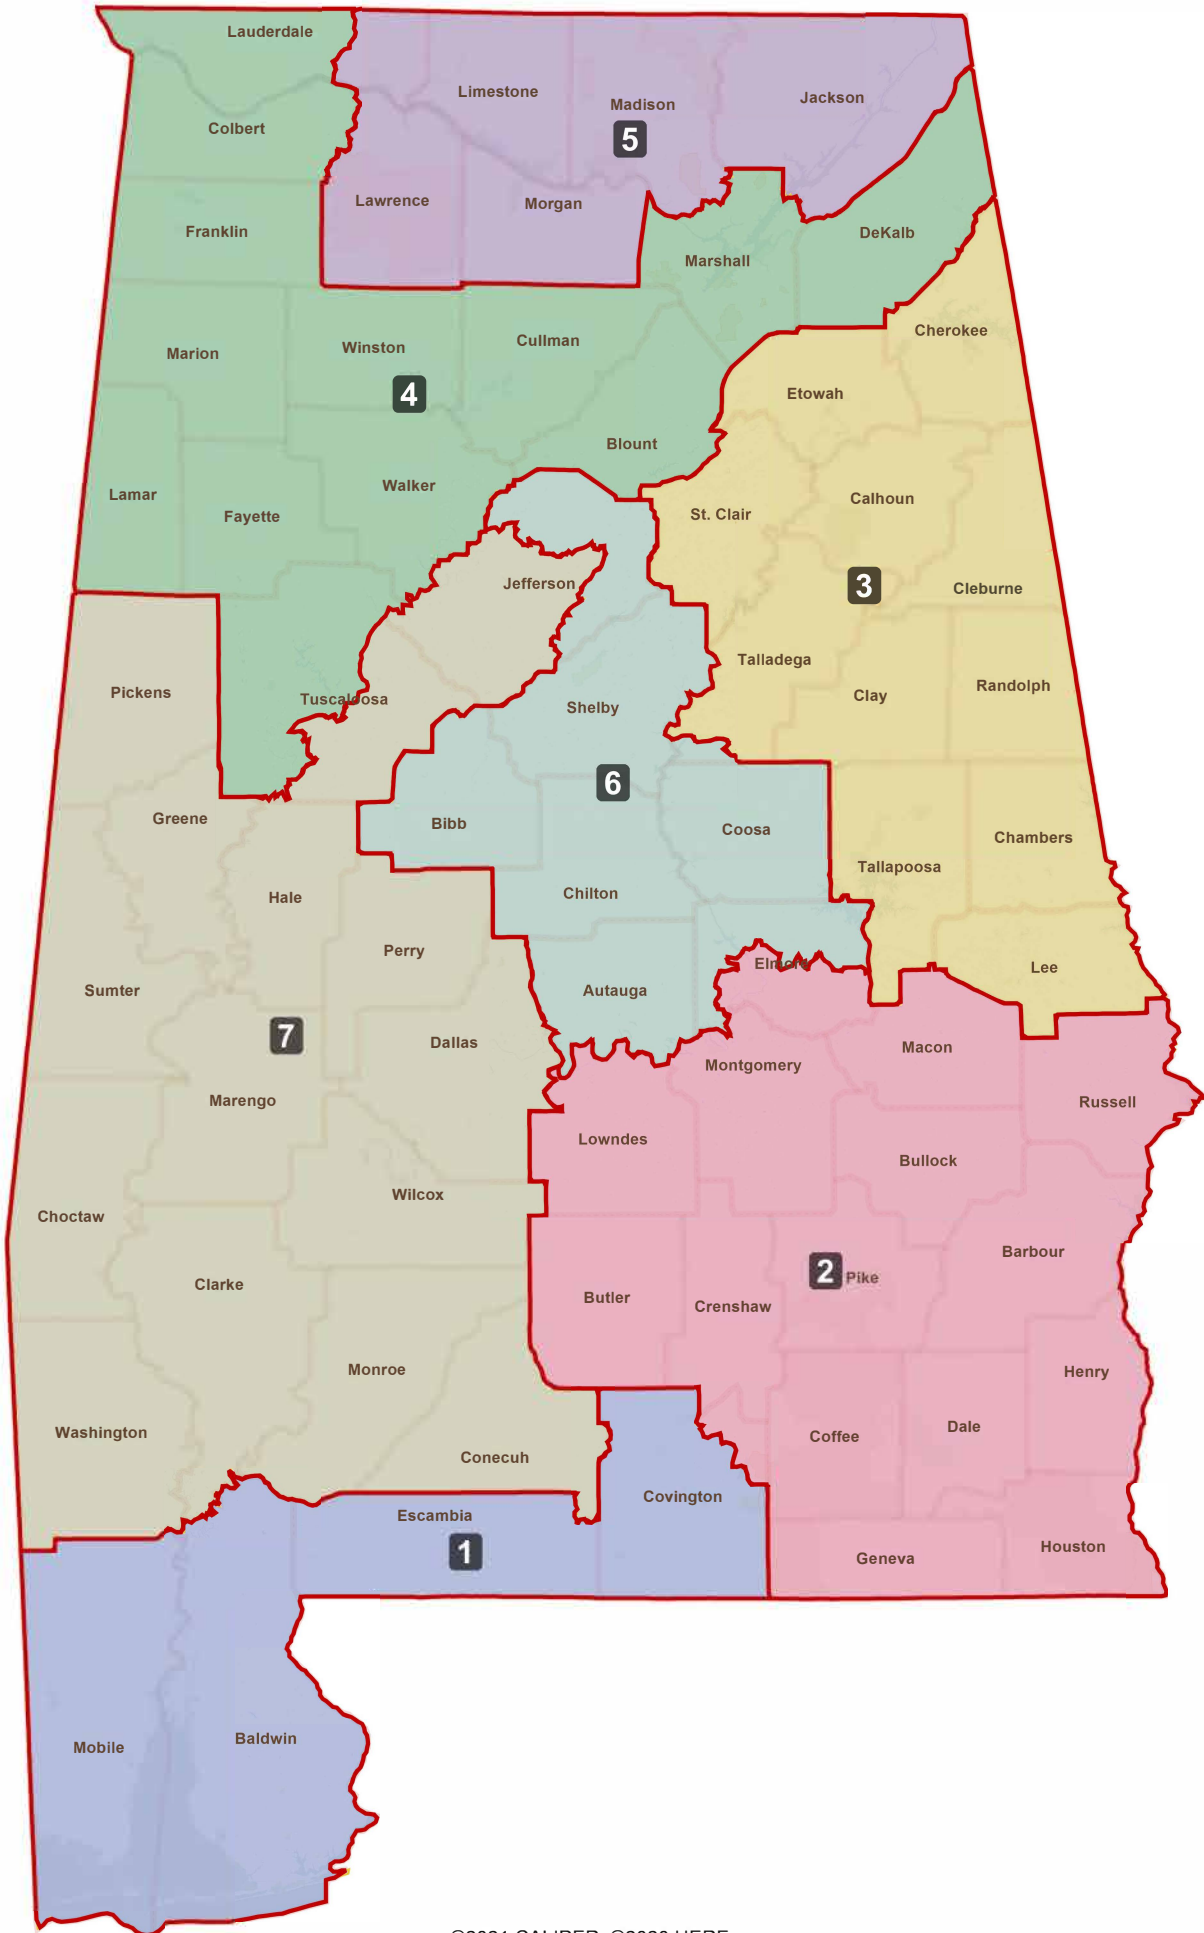 Lauderdale
Limestone
Madison
Jackson
Colbert
5
Lawrence
Morgan
Franklin
DeKalb
Marshall
Cherokee
Cullman
Winston
Marion
4
Etowah
Blount
Walker
Lamar
Calhoun
St. Clair
Fayette
Jefferson
3
Cleburne
Talladega
Randolph
Pickens
Clay
Tuscaloosa
Shelby
6
Greene
Bibb
Coosa
Chambers
Tallapoosa
Chilton
Hale
Perry
Elmore
Lee
Sumter
Autauga
7
Dallas
Macon
Montgomery
Marengo
Russell
Lowndes
Bullock
Wilcox
Choctaw
Barbour
2 Pike
Clarke
Butler
Crenshaw
Monroe
Henry
Dale
Washington
Coffee
Conecuh
Covington
Escambia
1
Houston
Geneva
Baldwin
Mobile